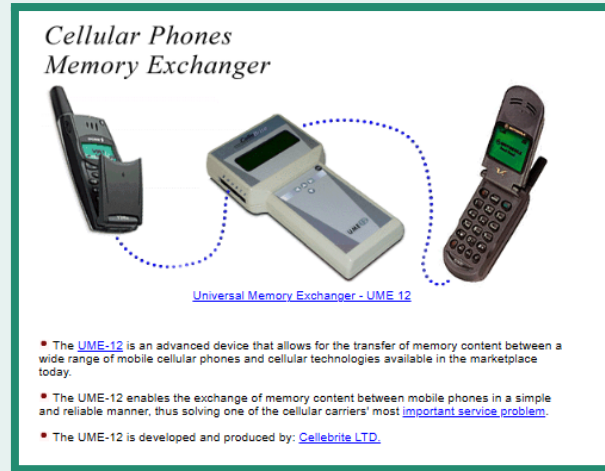 Cellular Phones
Memory Exchanger
Universal Memory Exchanger - UME 12
• The UME-12 is an advanced device that allows for the transfer of memory content between a
wide range of mobile cellular phones and cellular technologies available in the marketplace
today.
• The UME-12 enables the exchange of memory content between mobile phones in a simple
and reliable manner, thus solving one of the cellular carriers' most important service problem.
• The UME-12 is developed and produced by: Cellebrite LTD.